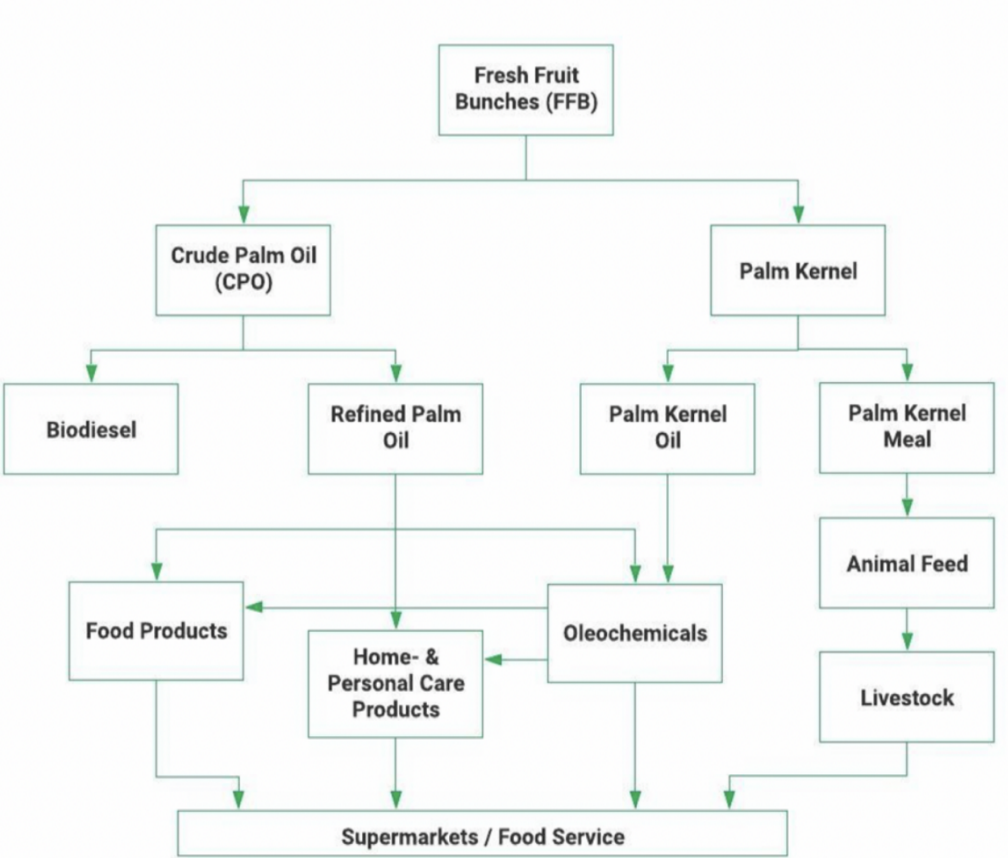 Fresh Fruit
Bunches (FFB)
Crude Palm Oil
(CPO)
Palm Kernel
Biodiesel
Refined Palm
Oil
Palm Kernel
Oil
Palm Kernel
Meal
Animal Feed
Food Products
Oleochemicals
Home- &
Personal Care
Products
Livestock
Supermarkets / Food Service